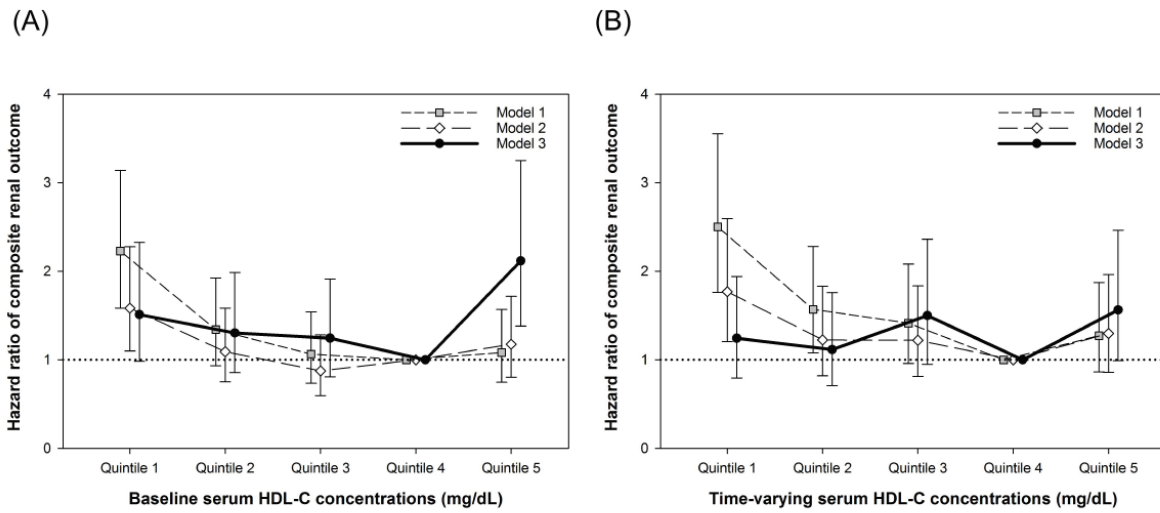 (A)
Hazard ratio of composite renal outcome
4
3
2
1
0
Model 1
Model 2
Model 3
Quintile 1 Quintile 2 Quintile 3 Quintile 4 Quintile 5
Baseline serum HDL-C concentrations (mg/dL)
(B)
Hazard ratio of composite renal outcome
4
3
2
1
0
Model 1
Model 2
Model 3
Quintile 1 Quintile 2 Quintile 3 Quintile 4 Quintile 5
Time-varying serum HDL-C concentrations (mg/dL)